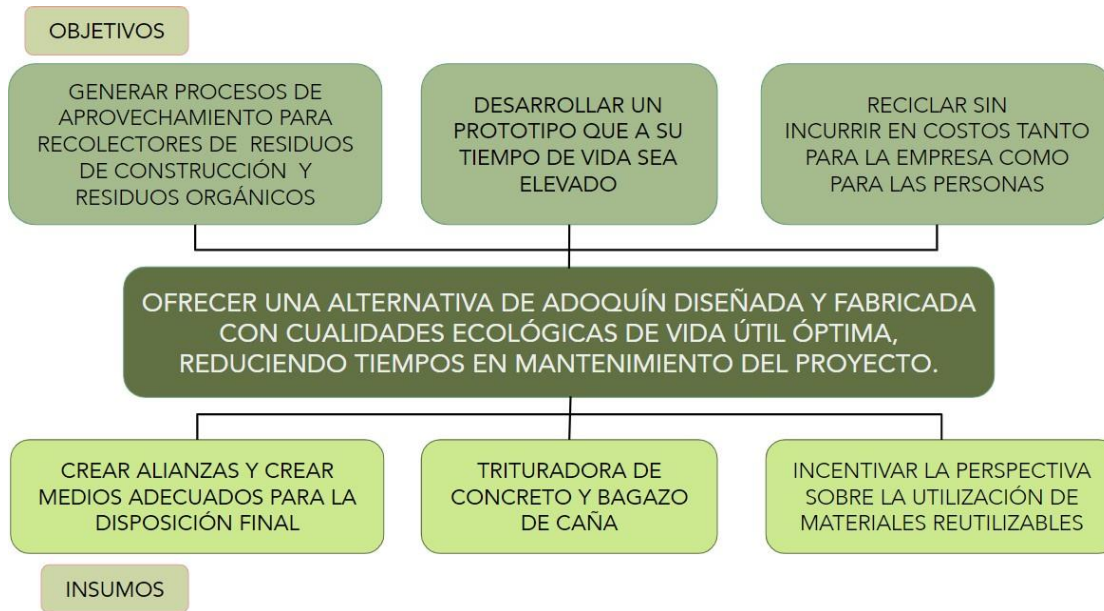 OBJETIVOS
GENERAR PROCESOS DE
APROVECHAMIENTO PARA
RECOLECTORES DE RESIDUOS
DE CONSTRUCCIÓN Y
RESIDUOS ORGÁNICOS
DESARROLLAR UN
PROTOTIPO QUE A SU
TIEMPO DE VIDA SEA
ELEVADO
RECICLAR SIN
INCURRIR EN COSTOS TANTO
PARA LA EMPRESA COMO
PARA LAS PERSONAS
OFRECER UNA ALTERNATIVA DE ADOQUÍN DISEÑADA Y FABRICADA
CON CUALIDADES ECOLÓGICAS DE VIDA ÚTIL ÓPTIMA,
REDUCIENDO TIEMPOS EN MANTENIMIENTO DEL PROYECTO.
CREAR ALIANZAS Y CREAR
MEDIOS ADECUADOS PARA LA
DISPOSICIÓN FINAL
TRITURADORA DE
CONCRETO Y BAGAZO
DE CAÑA
INCENTIVAR LA PERSPECTIVA
SOBRE LA UTILIZACIÓN DE
MATERIALES REUTILIZABLES
INSUMOS